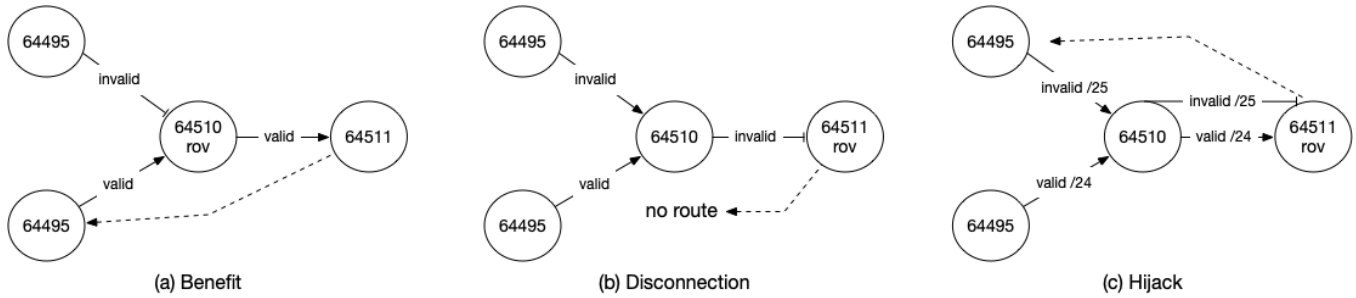 64495
invalid
64510
rov
valid
64511
valid
64495
(a) Benefit
64495
invalid
64510
invalid
64511
rov
valid
no route
64495
(b) Disconnection
64495
invalid /25
invalid /25
64510
valid /24
64511
rov
valid /24
64495
(c) Hijack